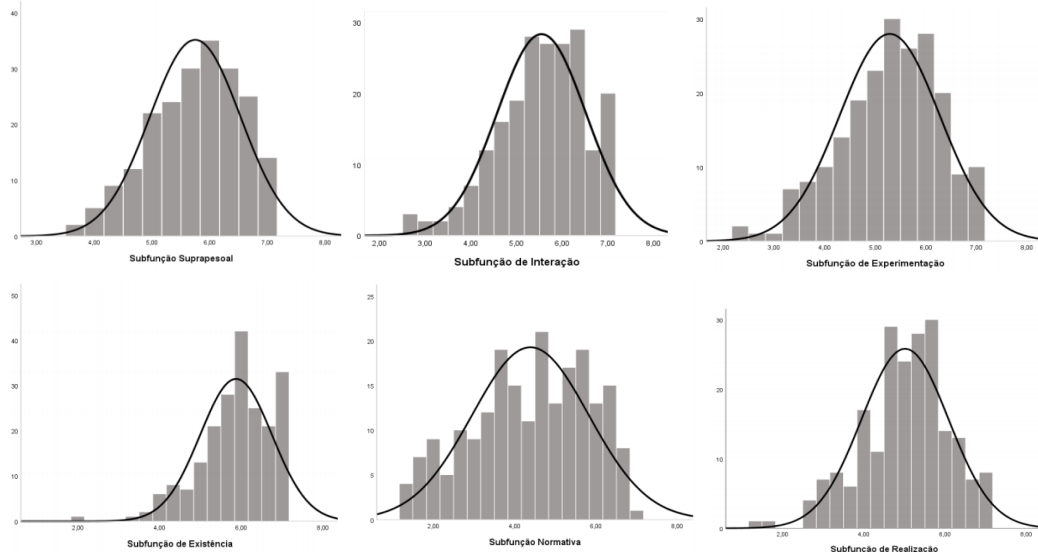 40
30
20
10
0
3,00 4,00 5,00 6,00 7,00 8,00
Subfunção Suprapesoal
30
20
10
0
2,00 3,00 4,00 5,00 6,00 7,00 8,00
Subfunção de Interação
30
20
10
0
2,00 3,00 4,00 5,00 6,00 7,00 8,00
Subfunção de Experimentação
50
40
30
20
10
0
2,00 4,00 6,00 8,00
Subfunção de Existência
25
20
15
10
5
0
2,00 4,00 6,00 8,00
Subfunção Normativa
30
20
10
0
2,00 4,00 6,00 8,00
Subfunção de Realização